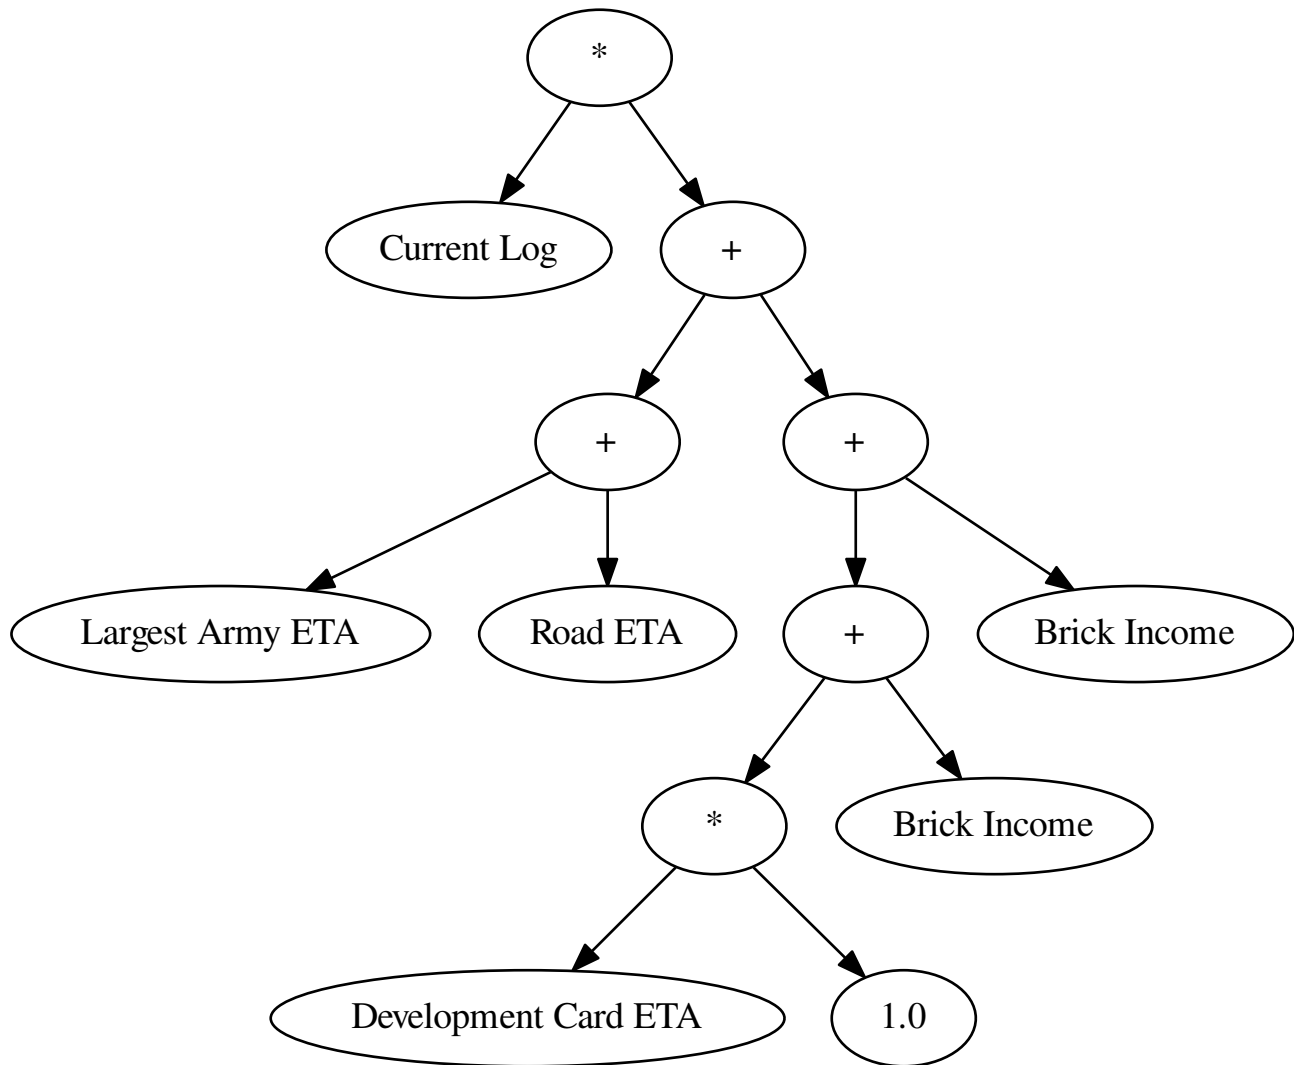 *
Current Log
+
+
+
Largest Army ETA
Road ETA
+
Brick Income
*
Brick Income
Development Card ETA
1.0